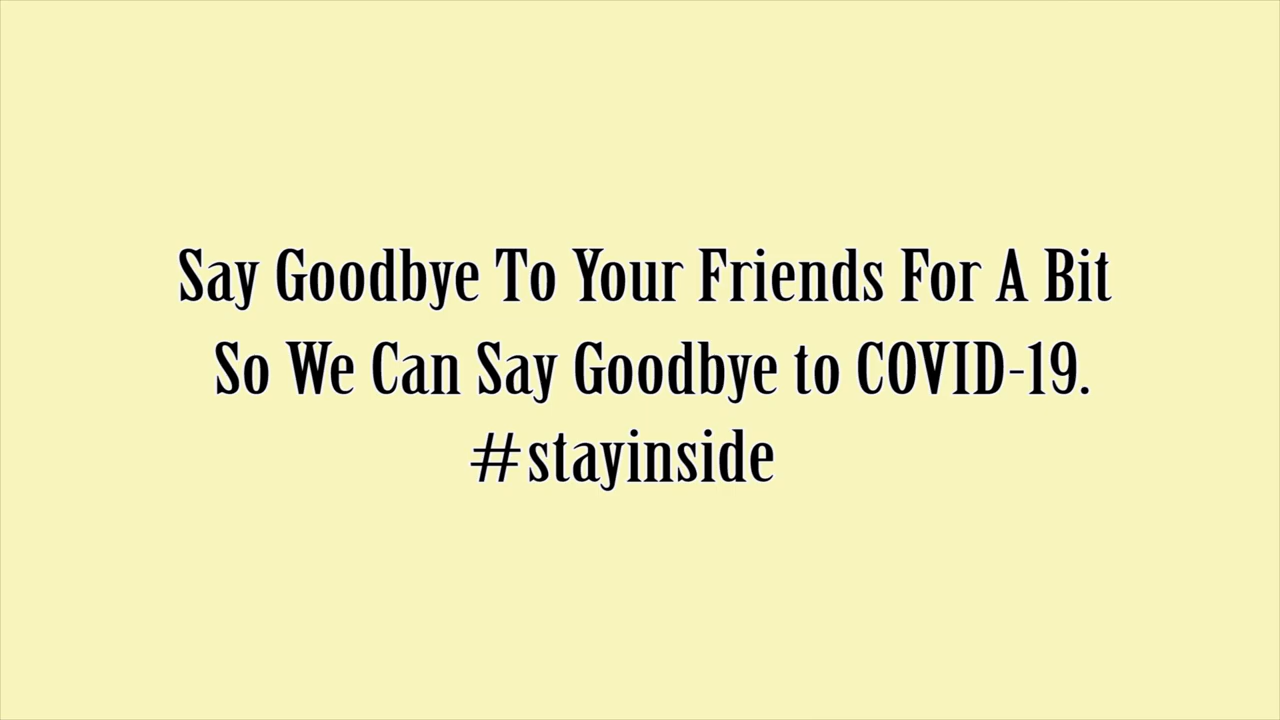 Say Goodbye To Your Friends For A Bit
So We Can Say Goodbye to COVID-19.
#stayinside